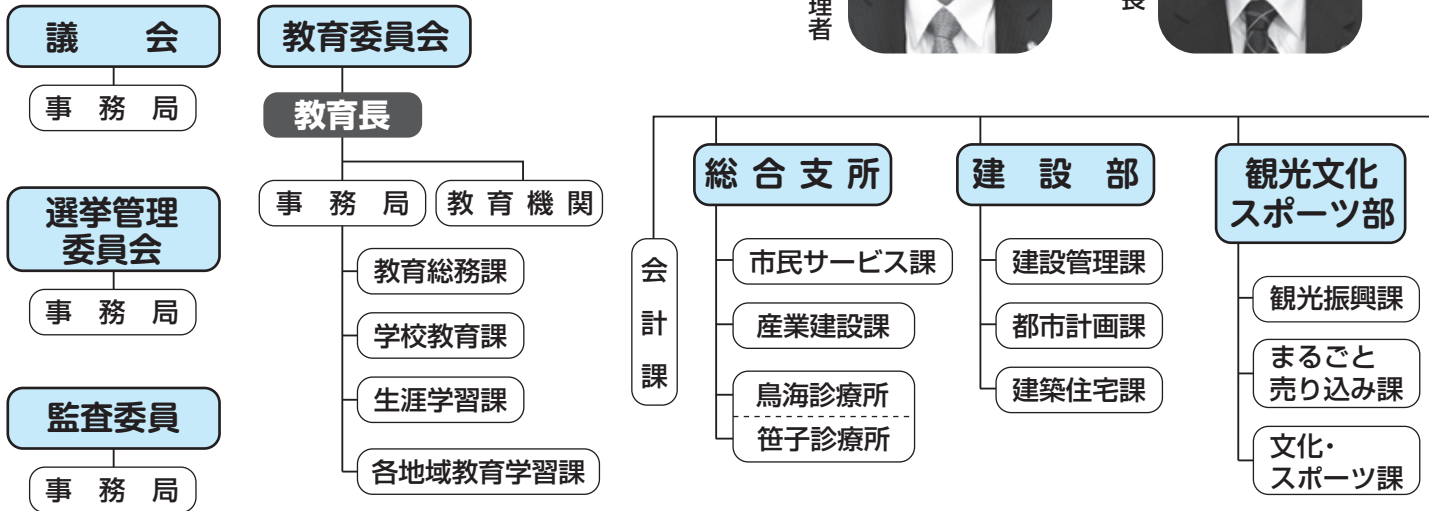 理者
長
議 会
事 務 局
選挙管理
委員会
事 務 局
監査委員
事 務 局
教育委員会
教育長
事 務 局
教 育 機 関
教育総務課
学校教育課
生涯学習課
各地域教育学習課
会計課
総 合 支 所
市民サービス課
産業建設課
鳥海診療所
笹子診療所
建 設 部
建設管理課
都市計画課
建築住宅課
観光文化
スポーツ部
観光振興課
まるごと
売り込み課
文化・
スポーツ課